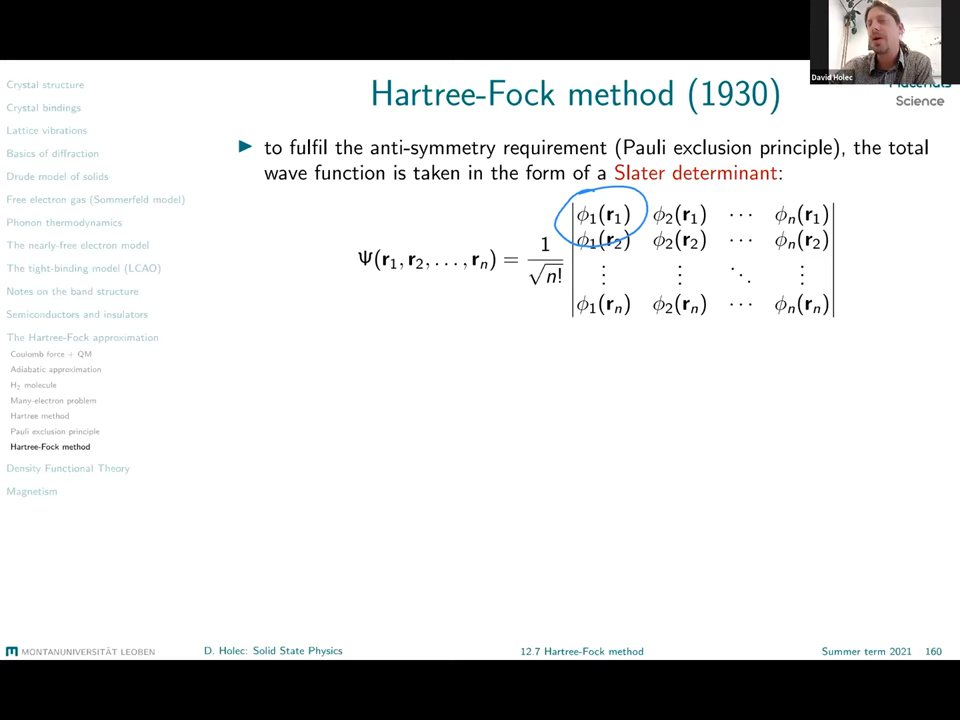 David Holec
Materials
Science
Hartree-Fock method (1930)
Crystal structure
Crystal bindings
Lattice vibrations
Basics of diffraction
Drude model of solids
Free electron gas (Sommerfeld model)
Phonon thermodynamics
The nearly-free electron model
The tight-binding model (LCAO)
Notes on the band structure
Semiconductors and insulators
The Hartree-Fock approximation
Coulomb force + QM
Adiabatic approximation
H₂ molecule
Many-electron problem
Hartree method
Pauli exclusion principle
Hartree-Fock method
Density Functional Theory
Magnetism
▶ to fulfil the anti-symmetry requirement (Pauli exclusion principle), the total
wave function is taken in the form of a Slater determinant:
Ψ(r₁, r₂, . . . , rₙ) = 1/√n!
ϕ₁(r₁) ϕ₂(r₁) ⋯ ϕₙ(r₁)
ϕ₁(r₂) ϕ₂(r₂) ⋯ ϕₙ(r₂)
⋮ ⋮ ⋱ ⋮
ϕ₁(rₙ) ϕ₂(rₙ) ⋯ ϕₙ(rₙ)
MONTANUNIVERSITÄT LEOBEN
D. Holec: Solid State Physics
12.7 Hartree-Fock method
Summer term 2021 160